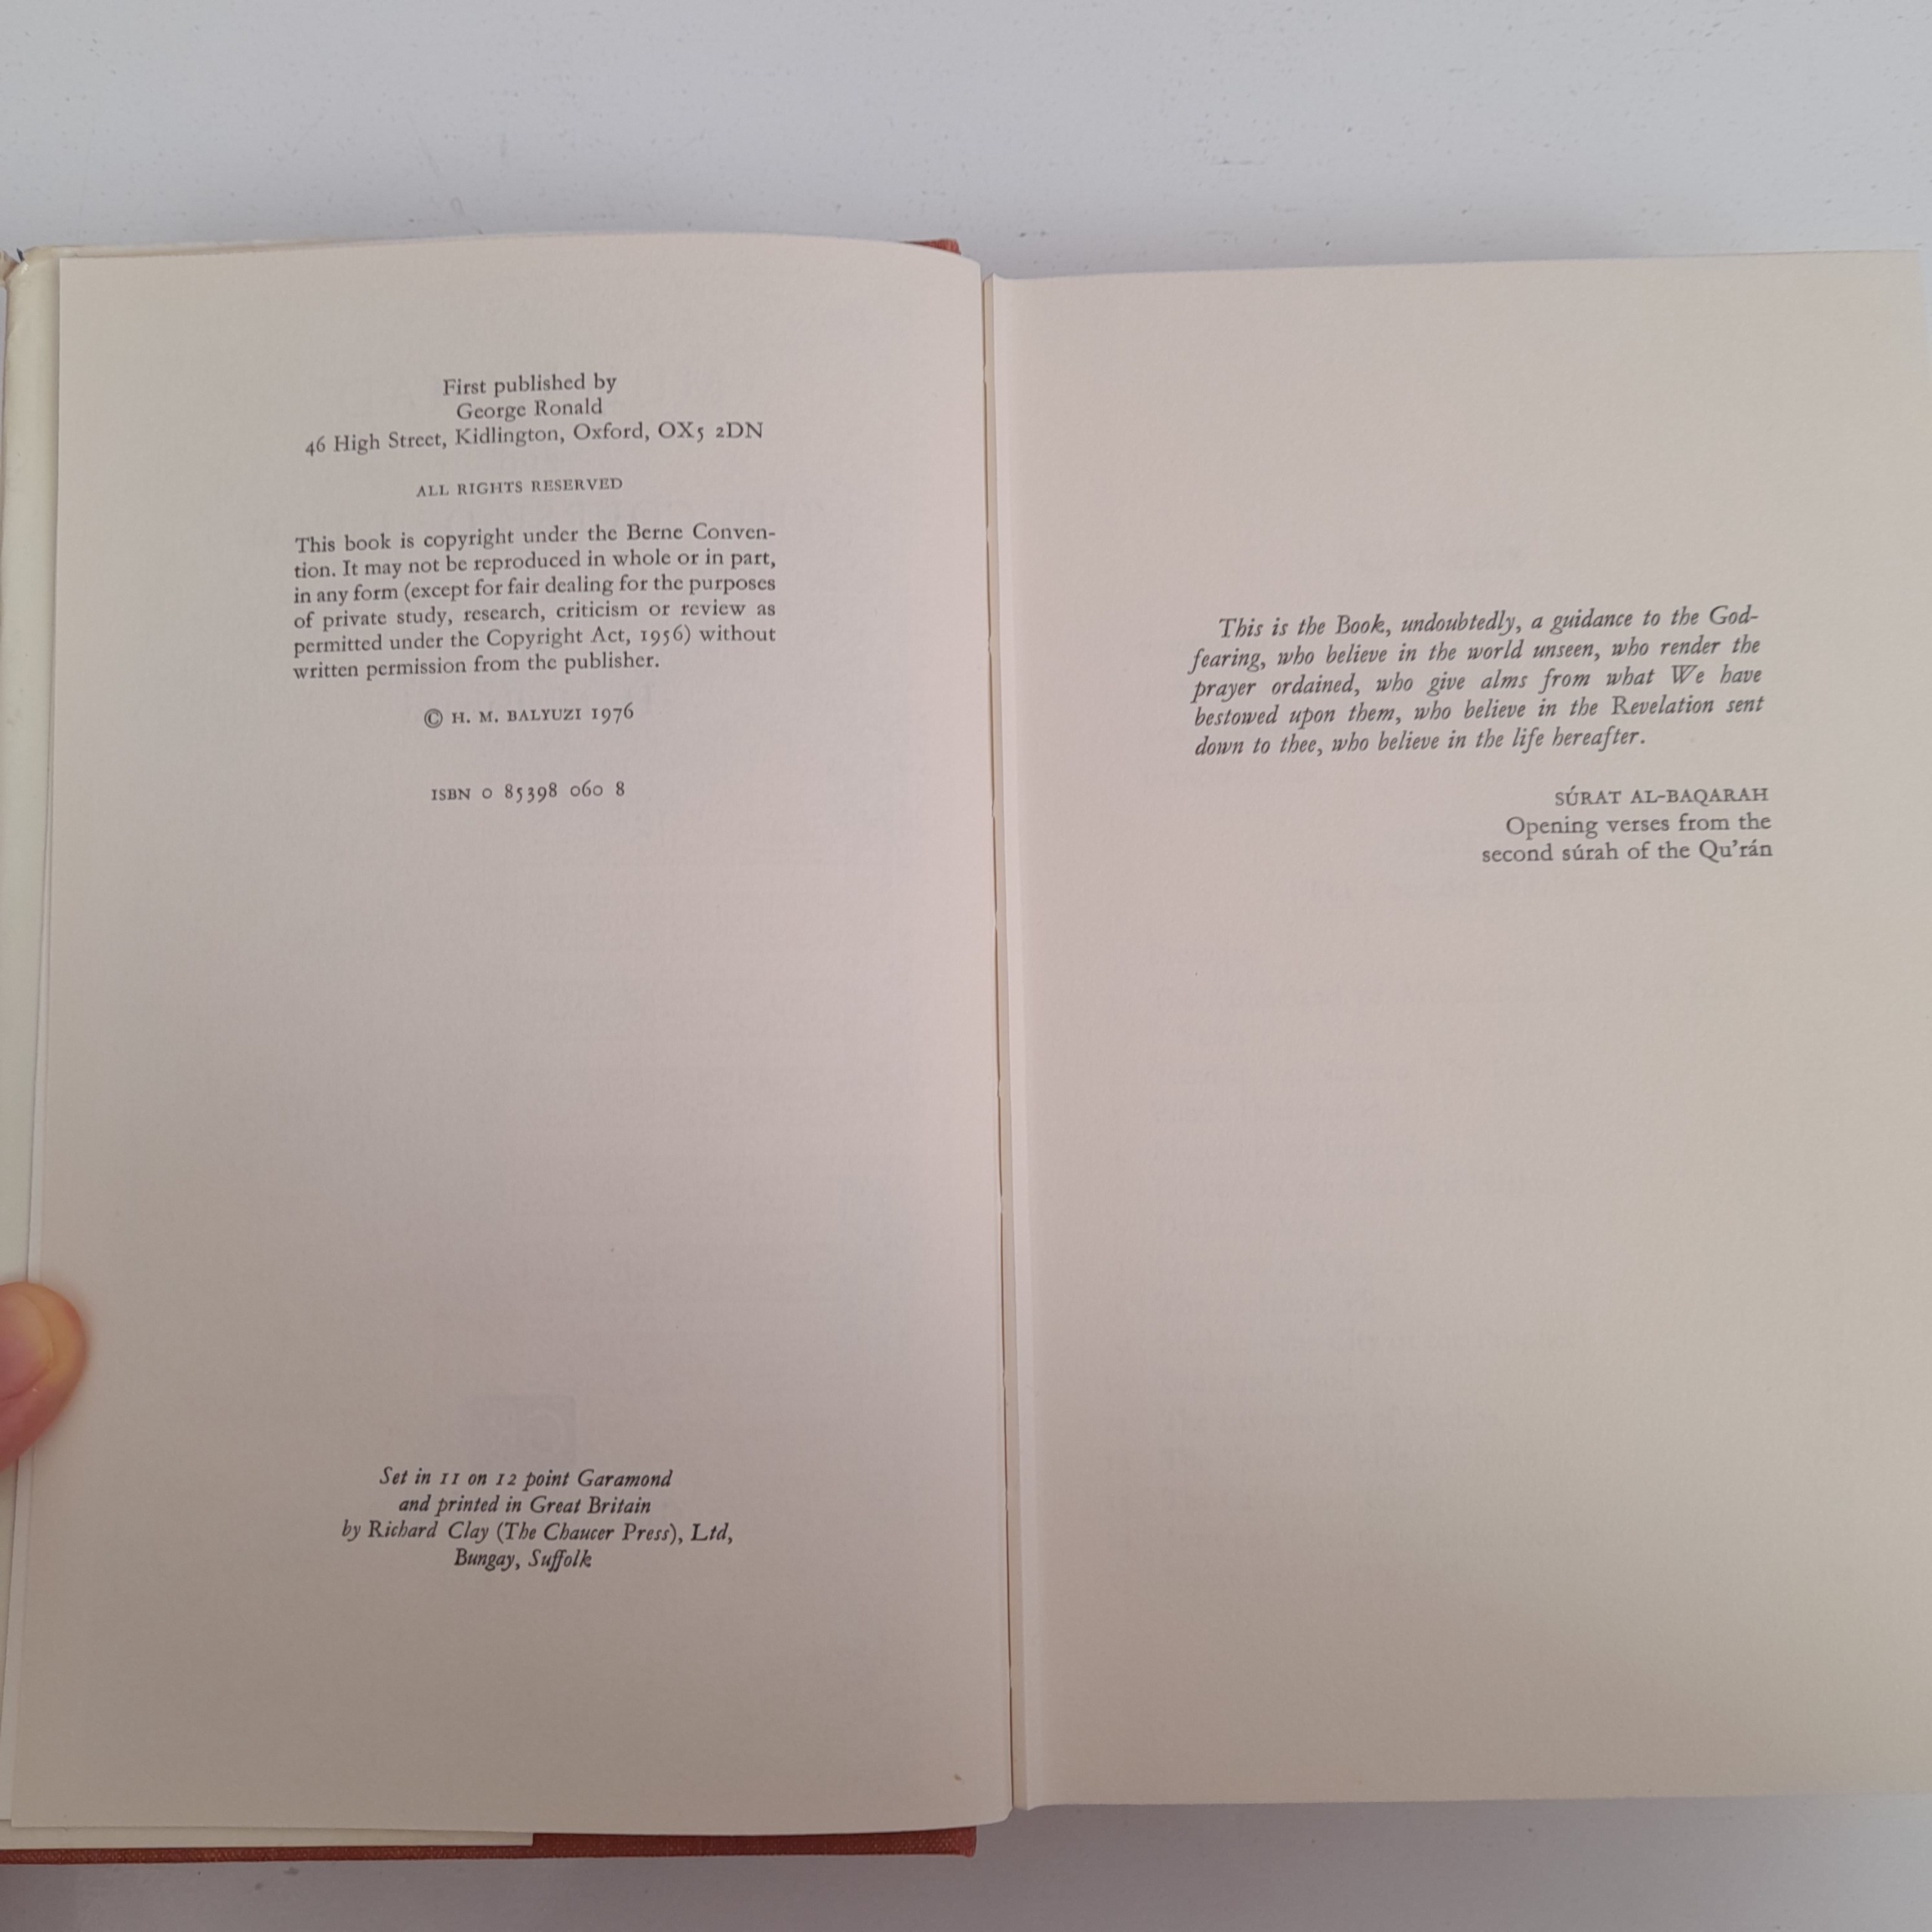 First published by
George Ronald
46 High Street, Kidlington, Oxford, OX5 2DN
ALL RIGHTS RESERVED
This book is copyright under the Berne Conven-
tion. It may not be reproduced in whole or in part,
in any form (except for fair dealing for the purposes
of private study, research, criticism or review as
permitted under the Copyright Act, 1956) without
written permission from the publisher.
© H. M. BALYUZI 1976
ISBN 0 85398 060 8
Set in 11 on 12 point Garamond
and printed in Great Britain
by Richard Clay (The Chaucer Press), Ltd,
Bungay, Suffolk
This is the Book, undoubtedly, a guidance to the God-
fearing, who believe in the world unseen, who render the
prayer ordained, who give alms from what We have
bestowed upon them, who believe in the Revelation sent
down to thee, who believe in the life hereafter.
SÚRAT AL-BAQARAH
Opening verses from the
second súrah of the Qu'rán